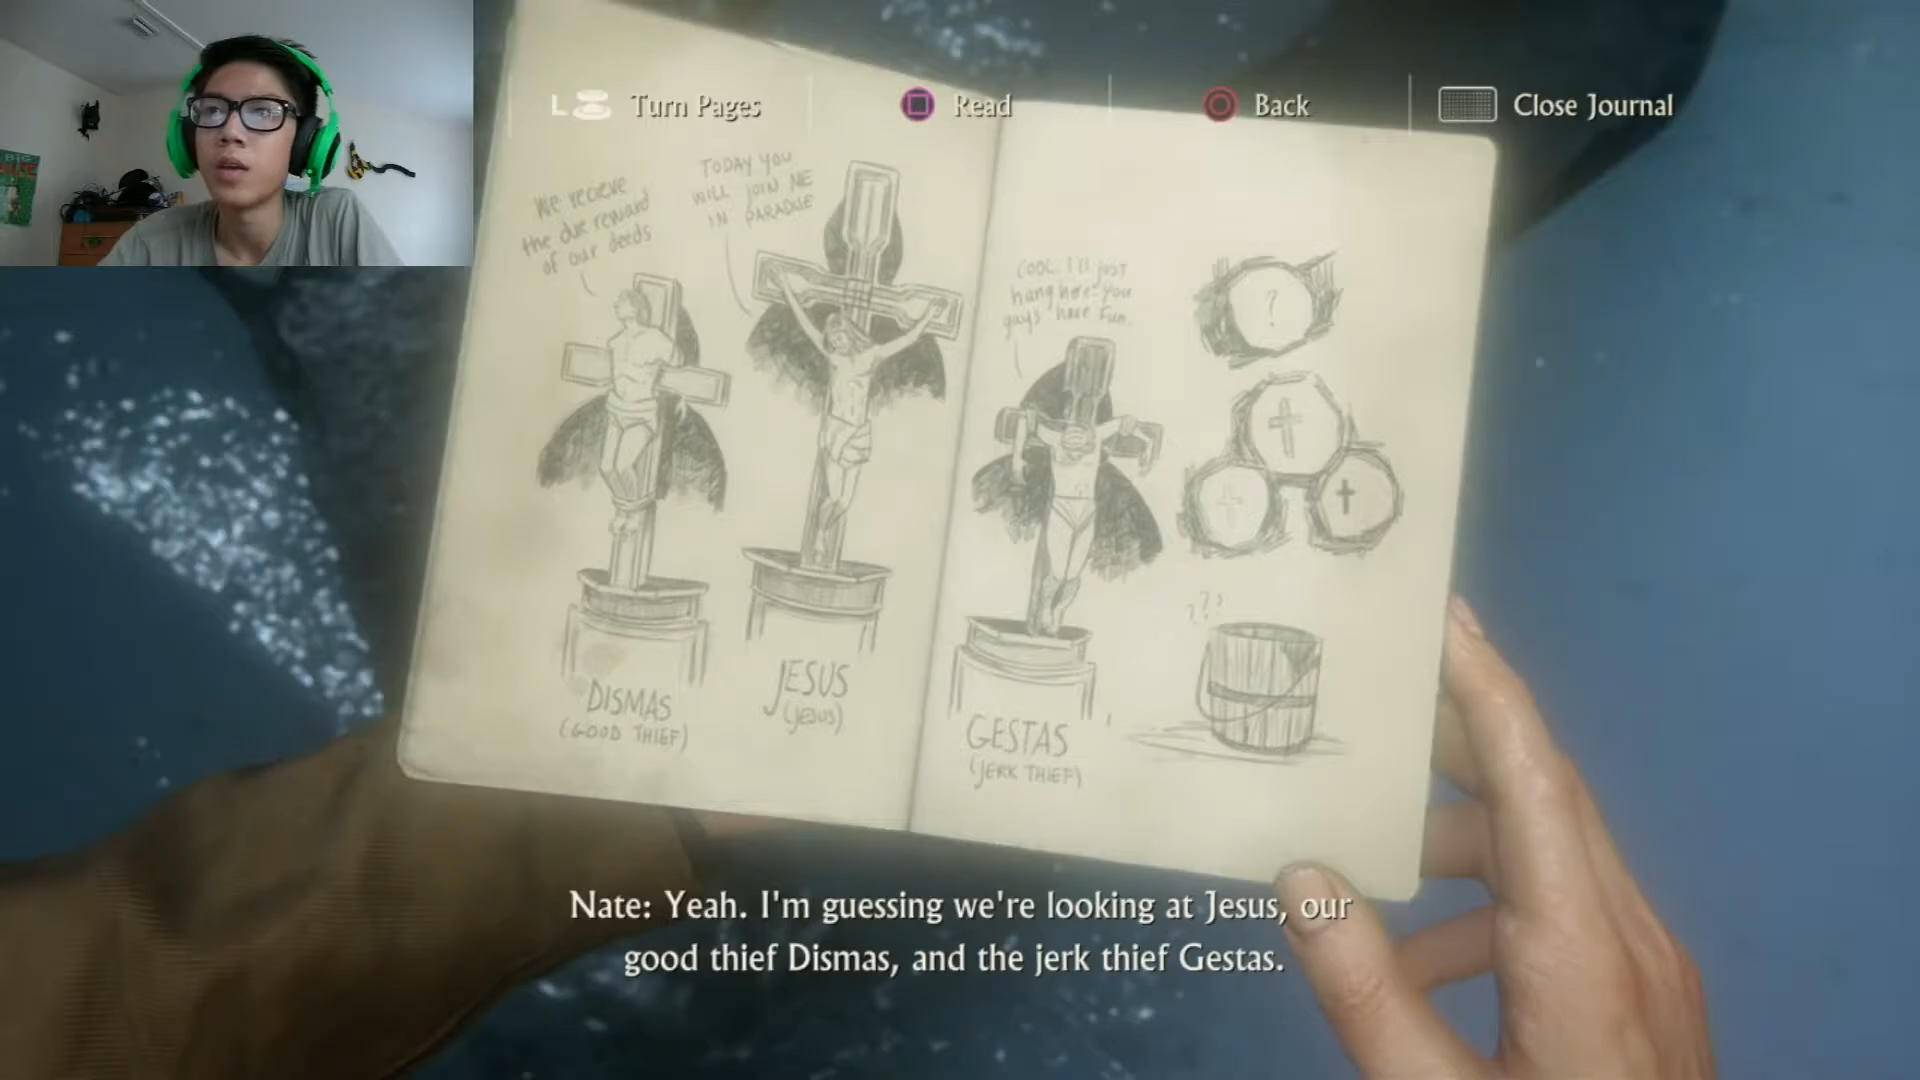 L Turn Pages
Read
Back
Close Journal
We recieve
the due reward
of our deeds
TODAY YOU
WILL JOIN ME
IN PARADISE
COOL. I'll JUST
hang here. you
guys have fun.
?
???
DISMAS
(GOOD THIEF)
JESUS
(JESUS)
GESTAS
(JERK THIEF)
Nate: Yeah. I'm guessing we're looking at Jesus, our
good thief Dismas, and the jerk thief Gestas.